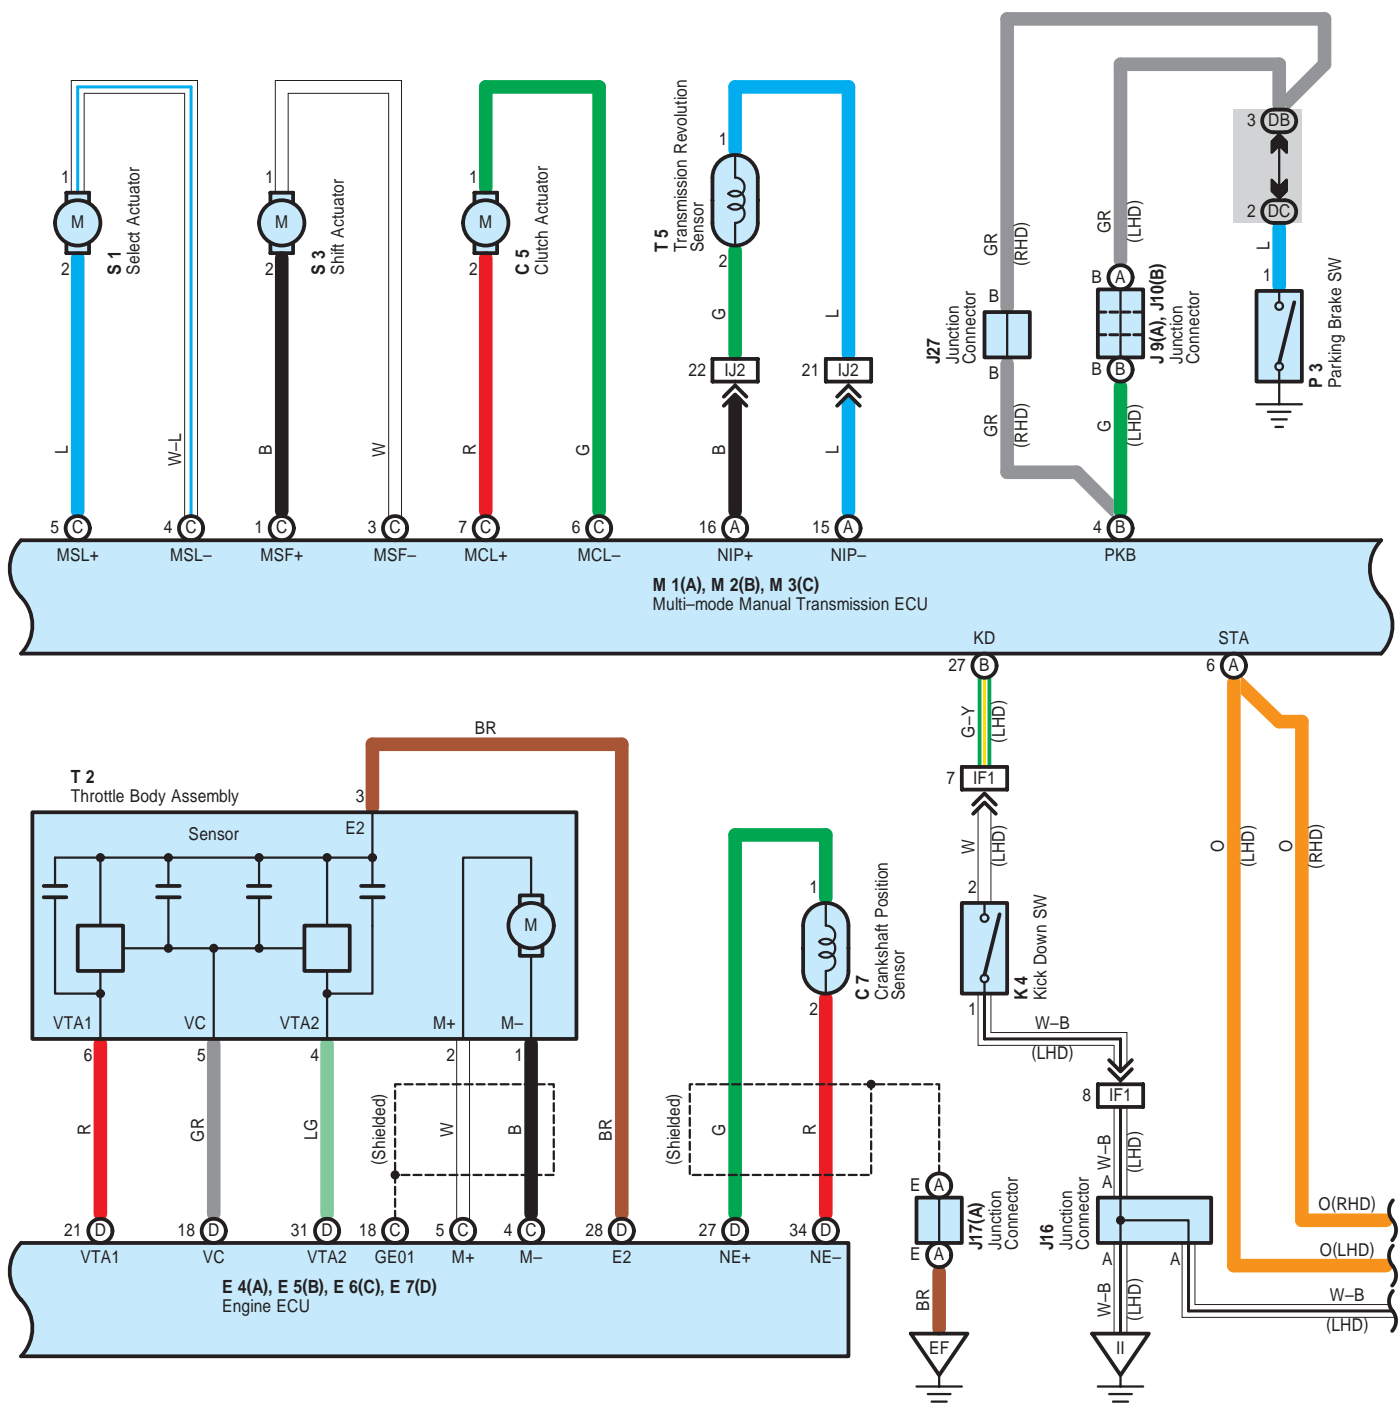 3 DB
2 DC
L
1
P 3
Parking Brake SW
GR
(RHD)
GR
(LHD)
B A
J 9(A), J10(B)
Junction
Connector
B B
B
J27
Junction
Connector
B
GR
(RHD)
G
(LHD)
1
M
2
S 1
Select Actuator
1
M
2
S 3
Shift Actuator
1
M
2
C 5
Clutch Actuator
1
T 5
Transmission Revolution
Sensor
2
G
L
22 IJ2
21 IJ2
L
W–L
B
W
R
G
B
L
5 C
4 C
1 C
3 C
7 C
6 C
16 A
15 A
4 B
MSL+
MSL–
MSF+
MSF–
MCL+
MCL–
NIP+
NIP–
PKB
M 1(A), M 2(B), M 3(C)
Multi–mode Manual Transmission ECU
KD
STA
27 B
6 A
G–Y
(LHD)
7 IF1
W
(LHD)
2
K 4
Kick Down SW
1
W–B
(LHD)
8 IF1
W–B
(LHD)
A
J16
Junction
Connector
A
A
W–B
(LHD)
II
O
(LHD)
O
(RHD)
O(RHD)
O(LHD)
W–B
(LHD)
BR
T 2
Throttle Body Assembly
3
E2
Sensor
M
VTA1
VC
VTA2
M+
M–
6
5
4
2
1
R
GR
LG
(Shielded)
W
B
BR
1
C 7
Crankshaft Position
Sensor
2
(Shielded)
G
R
E A
J17(A)
Junction
Connector
E A
BR
EF
21 D
18 D
31 D
18 C
5 C
4 C
28 D
27 D
34 D
VTA1
VC
VTA2
GE01
M+
M–
E2
NE+
NE–
E 4(A), E 5(B), E 6(C), E 7(D)
Engine ECU